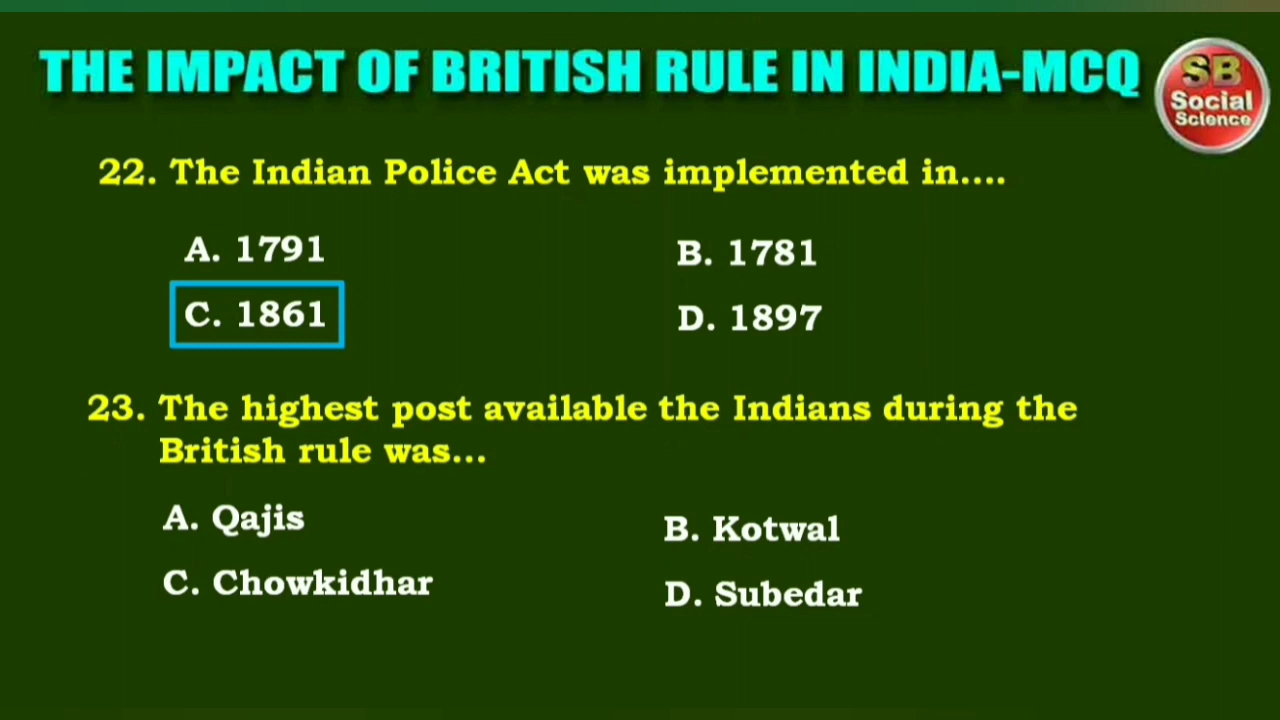 THE IMPACT OF BRITISH RULE IN INDIA-MCQ
SB
Social
Science
22. The Indian Police Act was implemented in....
A. 1791
B. 1781
C. 1861
D. 1897
23. The highest post available the Indians during the
British rule was...
A. Qajis
B. Kotwal
C. Chowkidhar
D. Subedar